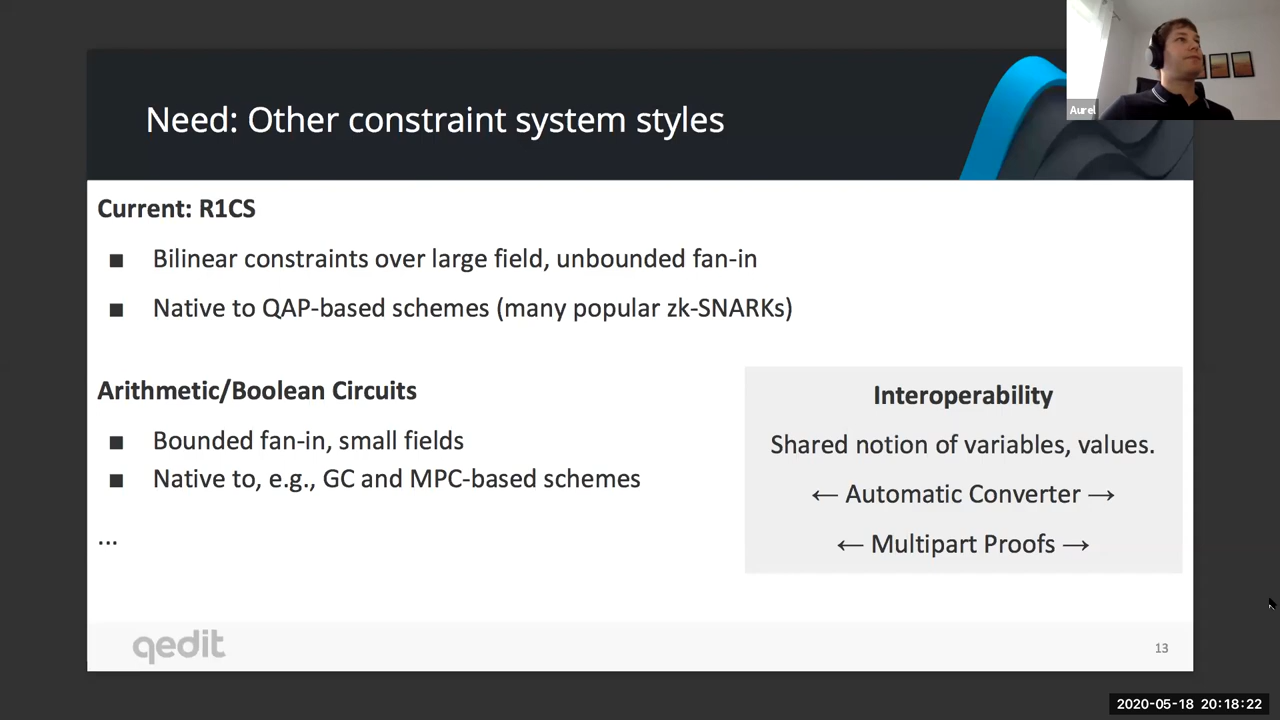 Need: Other constraint system styles
Aurel
Current: R1CS
■ Bilinear constraints over large field, unbounded fan-in
■ Native to QAP-based schemes (many popular zk-SNARKs)
Arithmetic/Boolean Circuits
■ Bounded fan-in, small fields
■ Native to, e.g., GC and MPC-based schemes
...
Interoperability
Shared notion of variables, values.
← Automatic Converter →
← Multipart Proofs →
qedit
13
2020-05-18 20:18:22